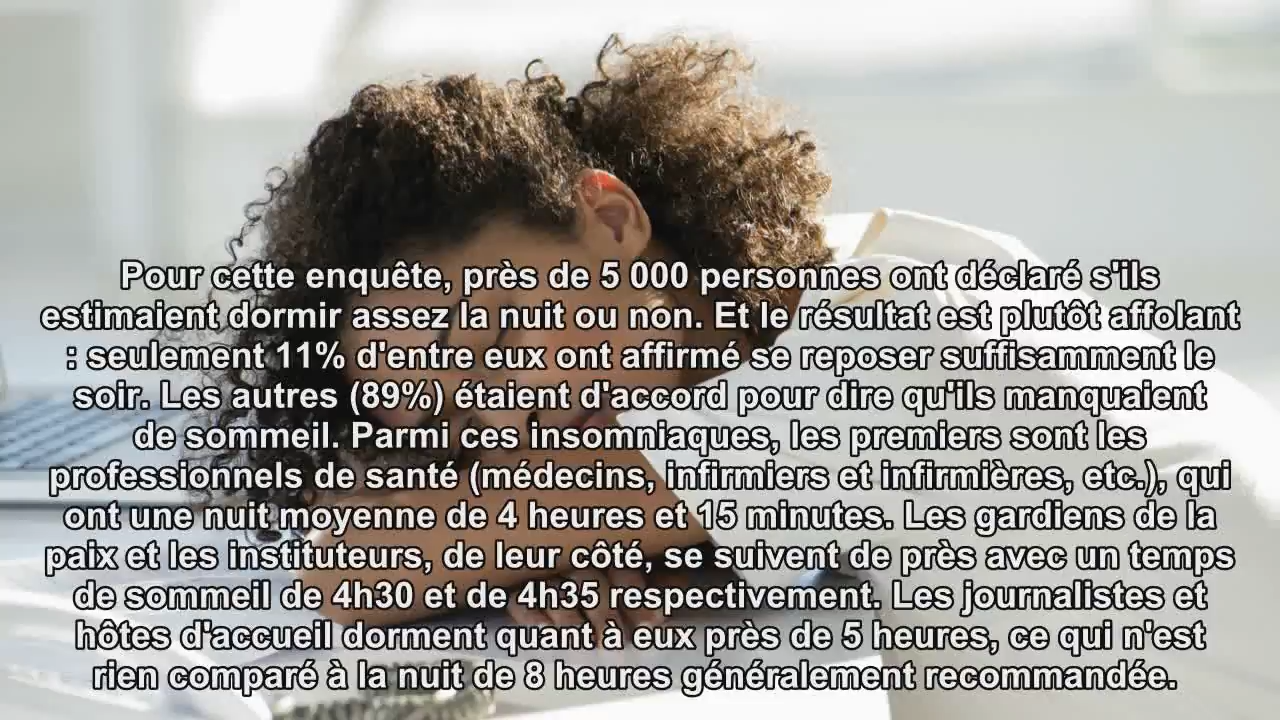 Pour cette enquête, près de 5 000 personnes ont déclaré s'ils
estimaient dormir assez la nuit ou non. Et le résultat est plutôt affolant
: seulement 11% d'entre eux ont affirmé se reposer suffisamment le
soir. Les autres (89%) étaient d'accord pour dire qu'ils manquaient
de sommeil. Parmi ces insomniaques, les premiers sont les
professionnels de santé (médecins, infirmiers et infirmières, etc.), qui
ont une nuit moyenne de 4 heures et 15 minutes. Les gardiens de la
paix et les instituteurs, de leur côté, se suivent de près avec un temps
de sommeil de 4h30 et de 4h35 respectivement. Les journalistes et
hôtes d'accueil dorment quant à eux près de 5 heures, ce qui n'est
rien comparé à la nuit de 8 heures généralement recommandée.